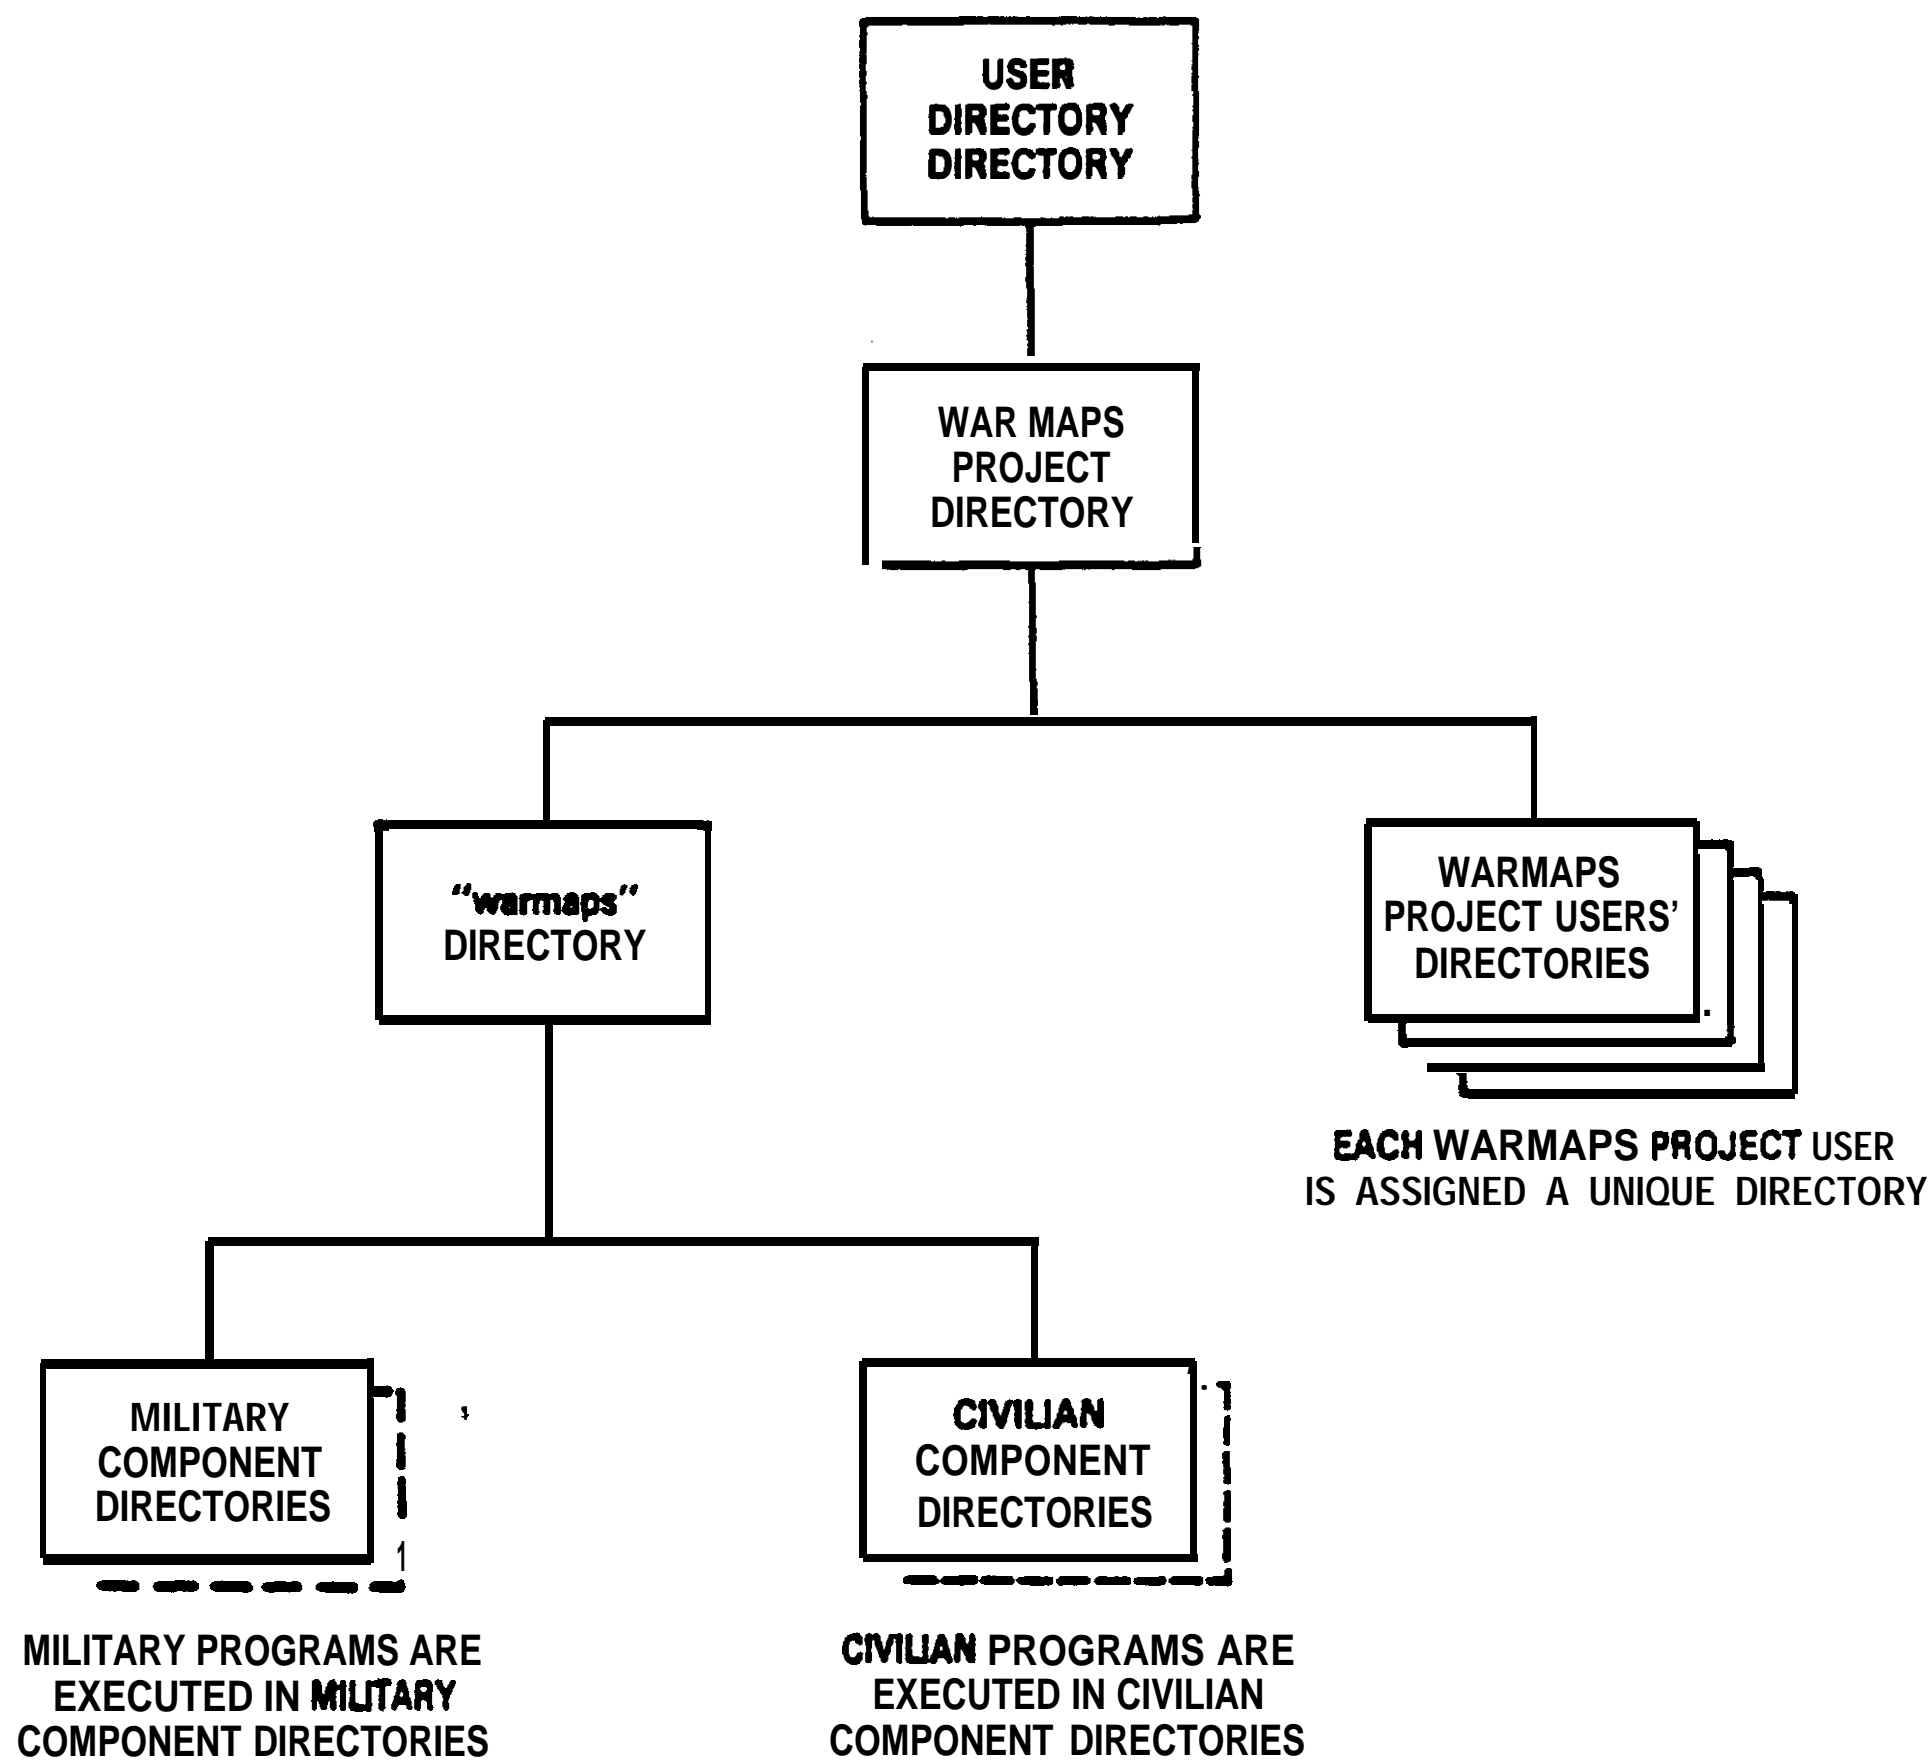 USER
DIRECTORY
DIRECTORY
WAR MAPS
PROJECT
DIRECTORY
"warmaps"
DIRECTORY
WARMAPS
PROJECT USERS'
DIRECTORIES
EACH WARMAPS PROJECT USER
IS ASSIGNED A UNIQUE DIRECTORY
MILITARY
COMPONENT
DIRECTORIES
CIVILIAN
COMPONENT
DIRECTORIES
MILITARY PROGRAMS ARE
EXECUTED IN MILITARY
COMPONENT DIRECTORIES
CIVILIAN PROGRAMS ARE
EXECUTED IN CIVILIAN
COMPONENT DIRECTORIES